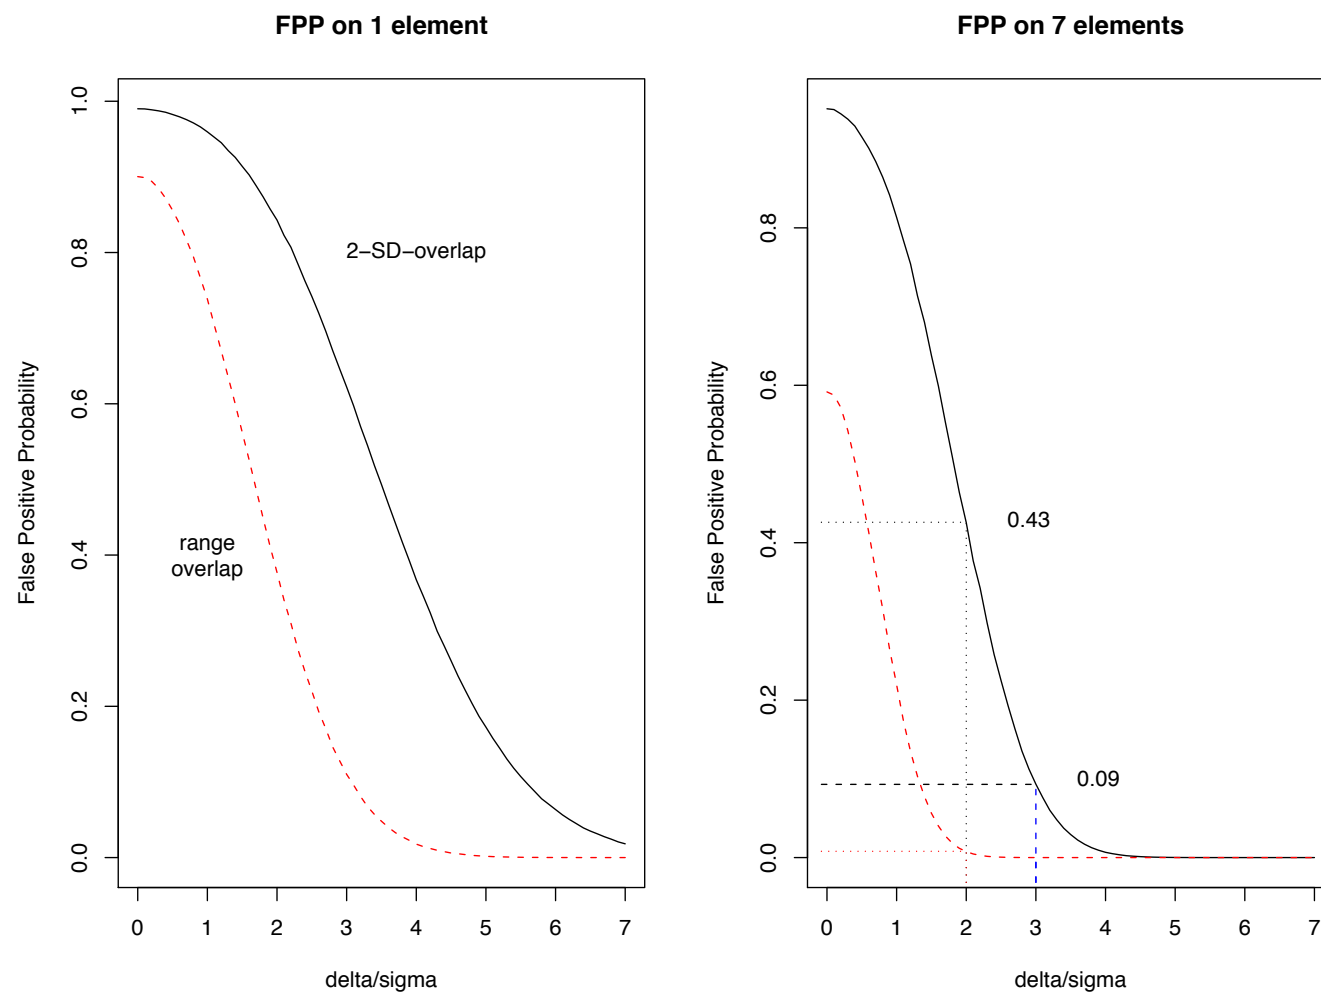 FPP on 1 element
False Positive Probability
1.0
0.8
0.6
0.4
0.2
0.0
2−SD−overlap
range
overlap
0 1 2 3 4 5 6 7
delta/sigma
FPP on 7 elements
False Positive Probability
0.8
0.6
0.4
0.2
0.0
0.43
0.09
0 1 2 3 4 5 6 7
delta/sigma